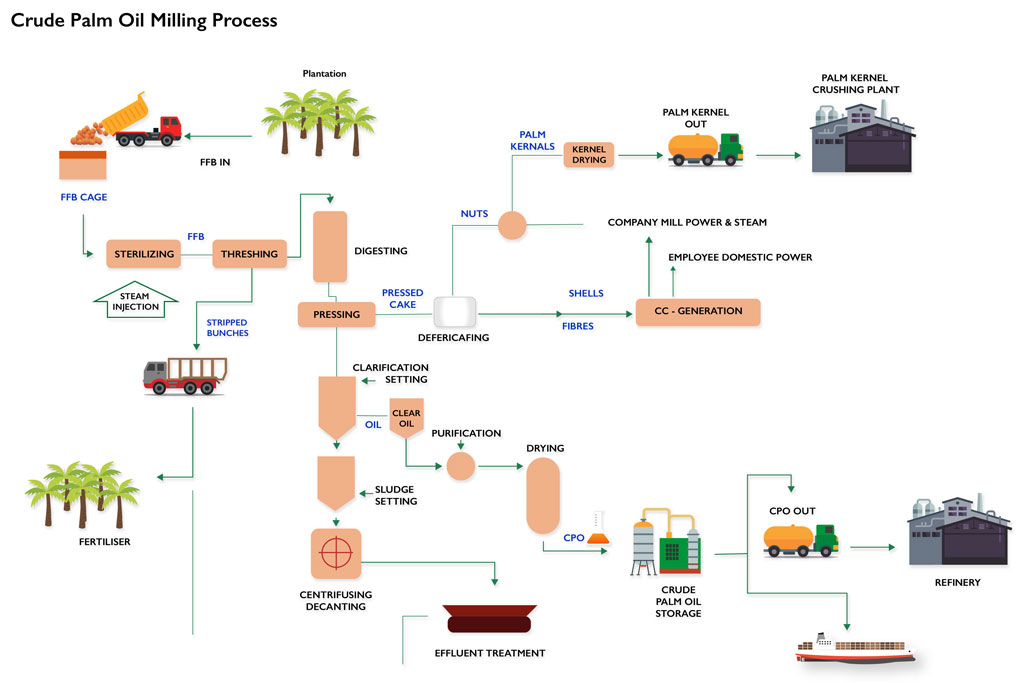 Crude Palm Oil Milling Process
Plantation
PALM KERNEL
CRUSHING PLANT
PALM KERNEL
OUT
PALM
KERNALS
KERNEL
DRYING
FFB IN
FFB CAGE
NUTS
COMPANY MILL POWER & STEAM
FFB
STERILIZING
THRESHING
DIGESTING
EMPLOYEE DOMESTIC POWER
STEAM
INJECTION
PRESSED
CAKE
SHELLS
PRESSING
CC - GENERATION
STRIPPED
BUNCHES
FIBRES
DEFERICAFING
CLARIFICATION
SETTING
CLEAR
OIL
OIL
PURIFICATION
DRYING
SLUDGE
SETTING
CPO OUT
FERTILISER
CPO
REFINERY
CENTRIFUSING
DECANTING
CRUDE
PALM OIL
STORAGE
EFFLUENT TREATMENT